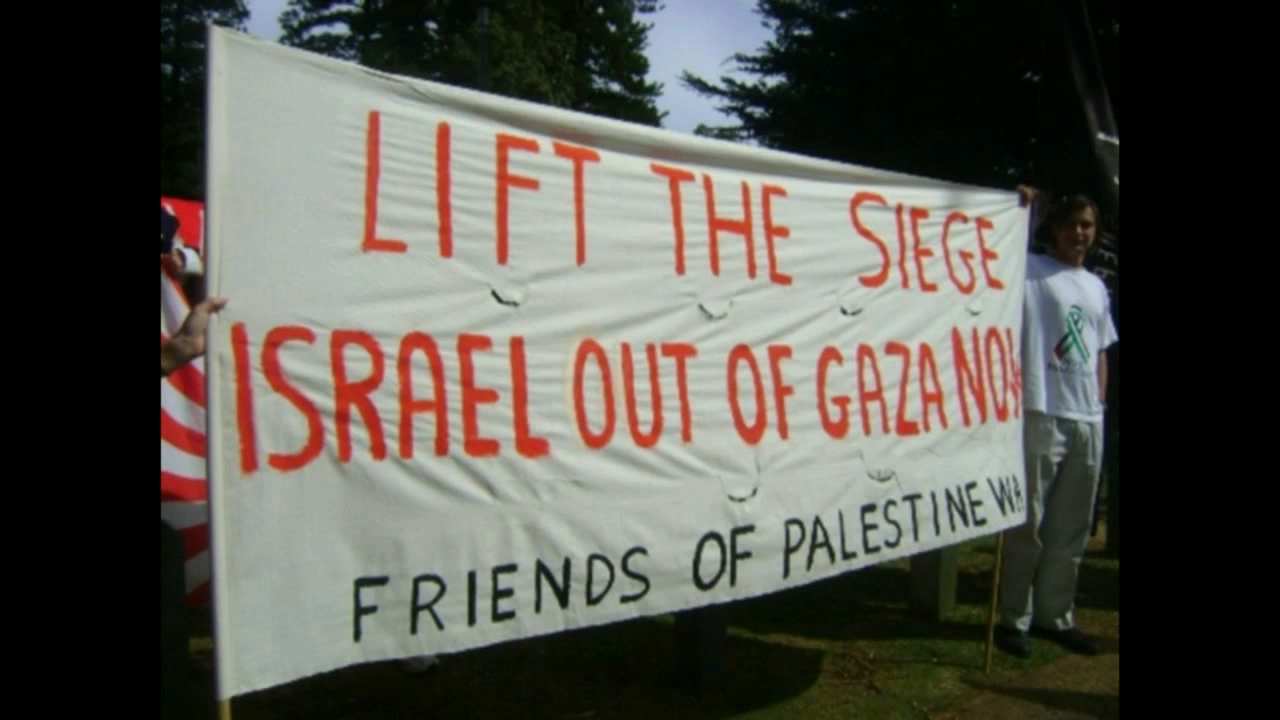 LIFT THE SIEGE
ISRAEL OUT OF GAZA NOW
FRIENDS OF PALESTINE WA